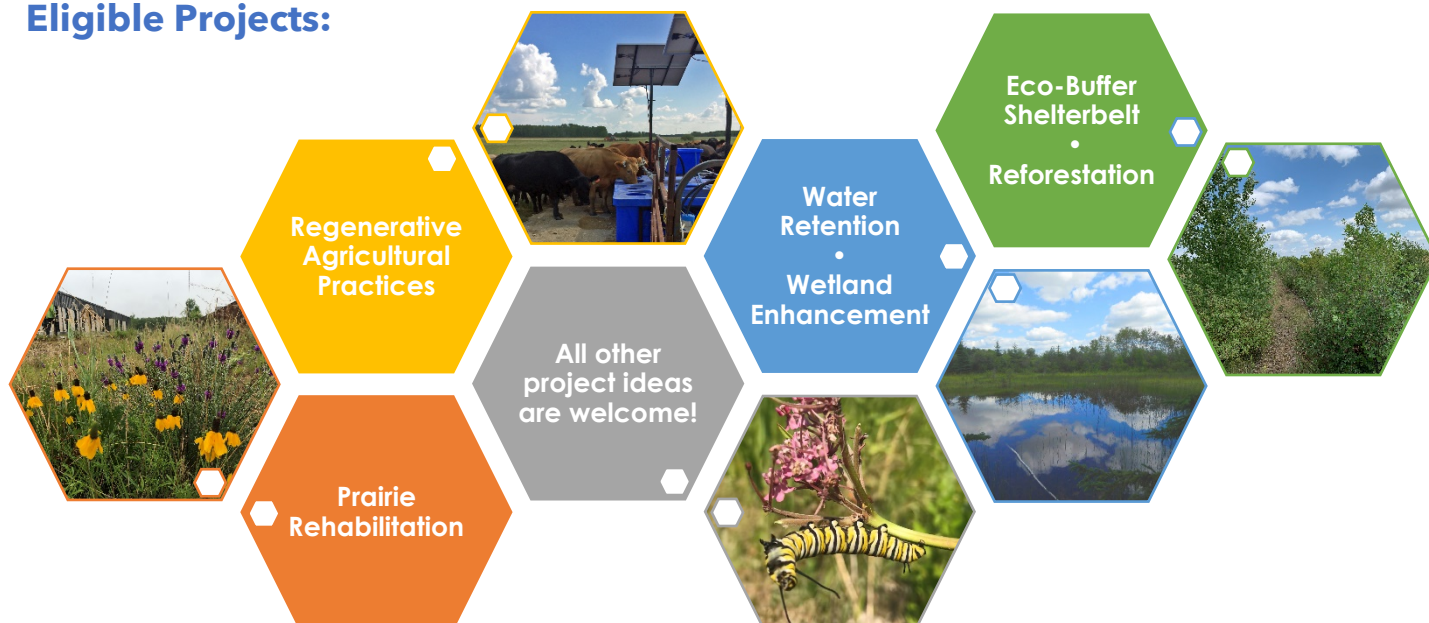 Eligible Projects:
Regenerative
Agricultural
Practices
Prairie
Rehabilitation
All other
project ideas
are welcome!
Water
Retention
•
Wetland
Enhancement
Eco-Buffer
Shelterbelt
•
Reforestation